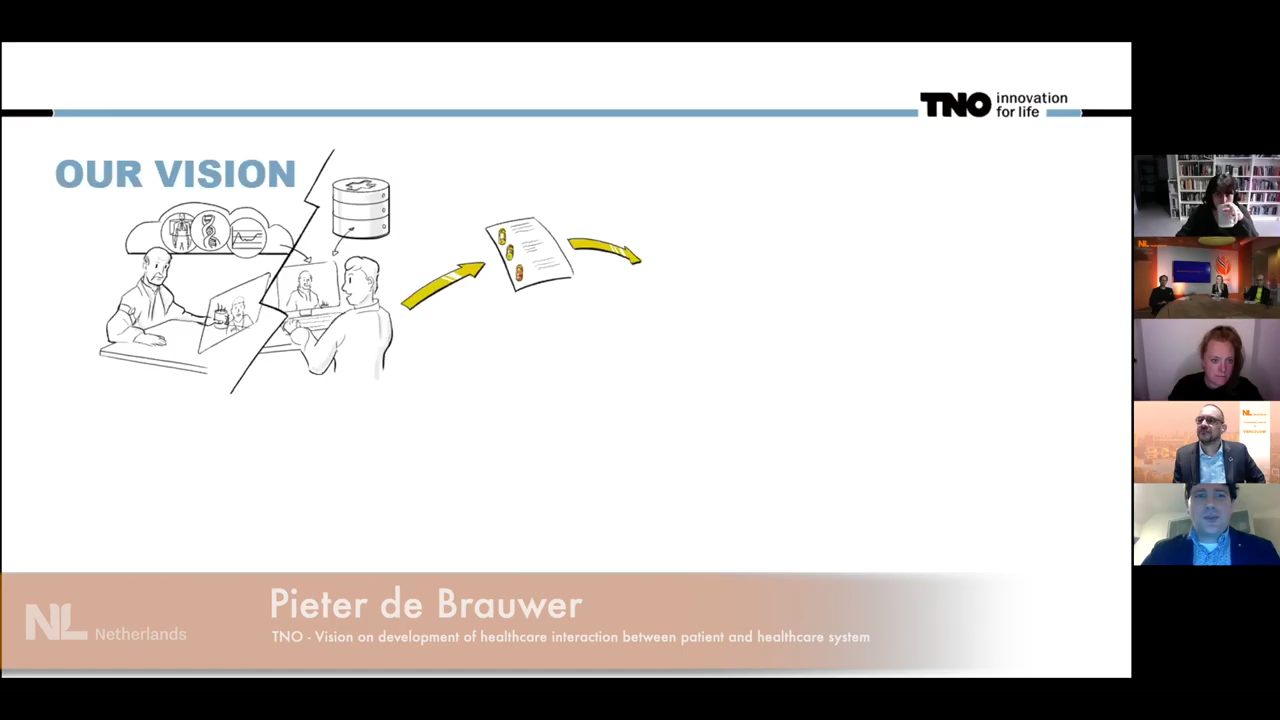 TNO innovation
for life
OUR VISION
NL Netherlands
Pieter de Brauwer
TNO - Vision on development of healthcare interaction between patient and healthcare system
NL